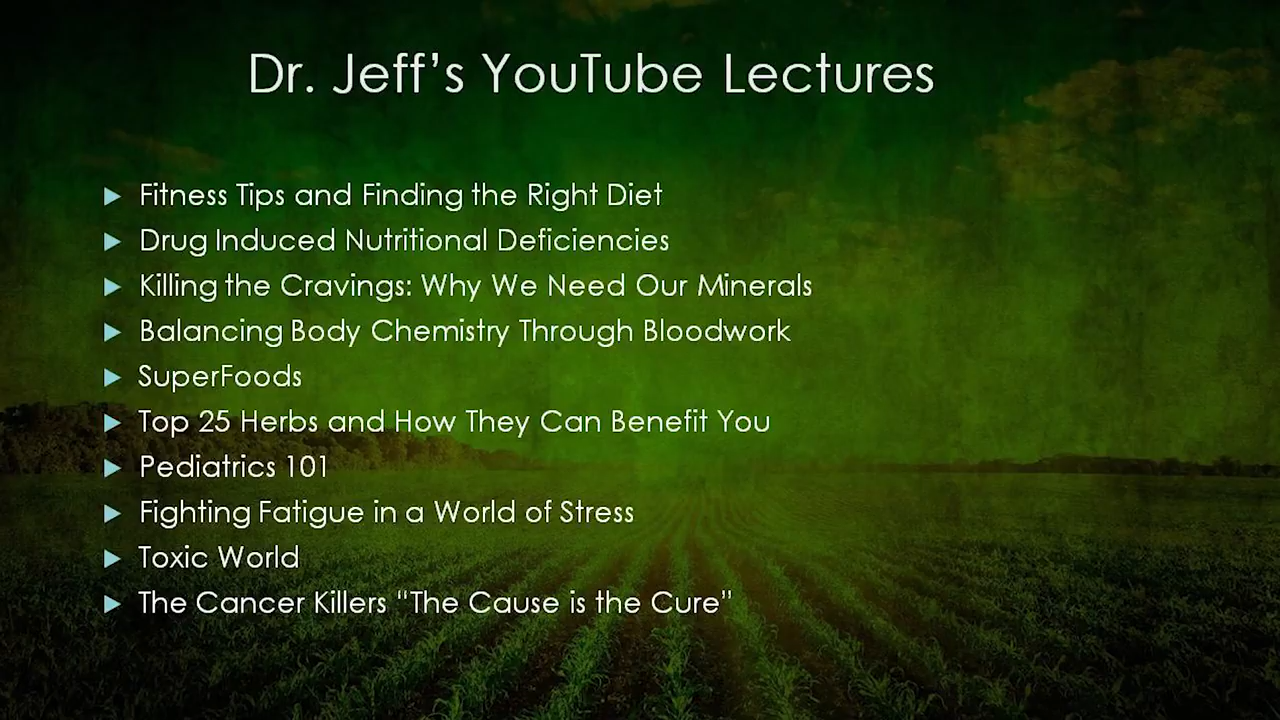 Dr. Jeff’s YouTube Lectures
Fitness Tips and Finding the Right Diet
Drug Induced Nutritional Deficiencies
Killing the Cravings: Why We Need Our Minerals
Balancing Body Chemistry Through Bloodwork
SuperFoods
Top 25 Herbs and How They Can Benefit You
Pediatrics 101
Fighting Fatigue in a World of Stress
Toxic World
The Cancer Killers “The Cause is the Cure”